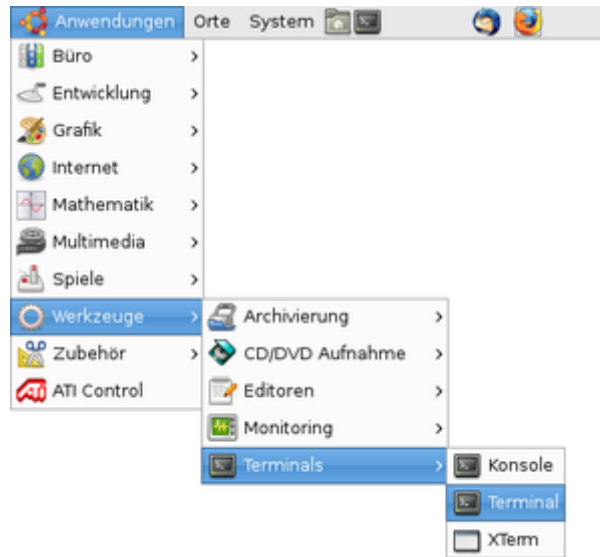 Anwendungen Orte System
Büro
Entwicklung
Grafik
Internet
Mathematik
Multimedia
Spiele
Werkzeuge
Archivierung
Zubehör
CD/DVD Aufnahme
ATI Control
Editoren
Monitoring
Terminals
Konsole
Terminal
XTerm